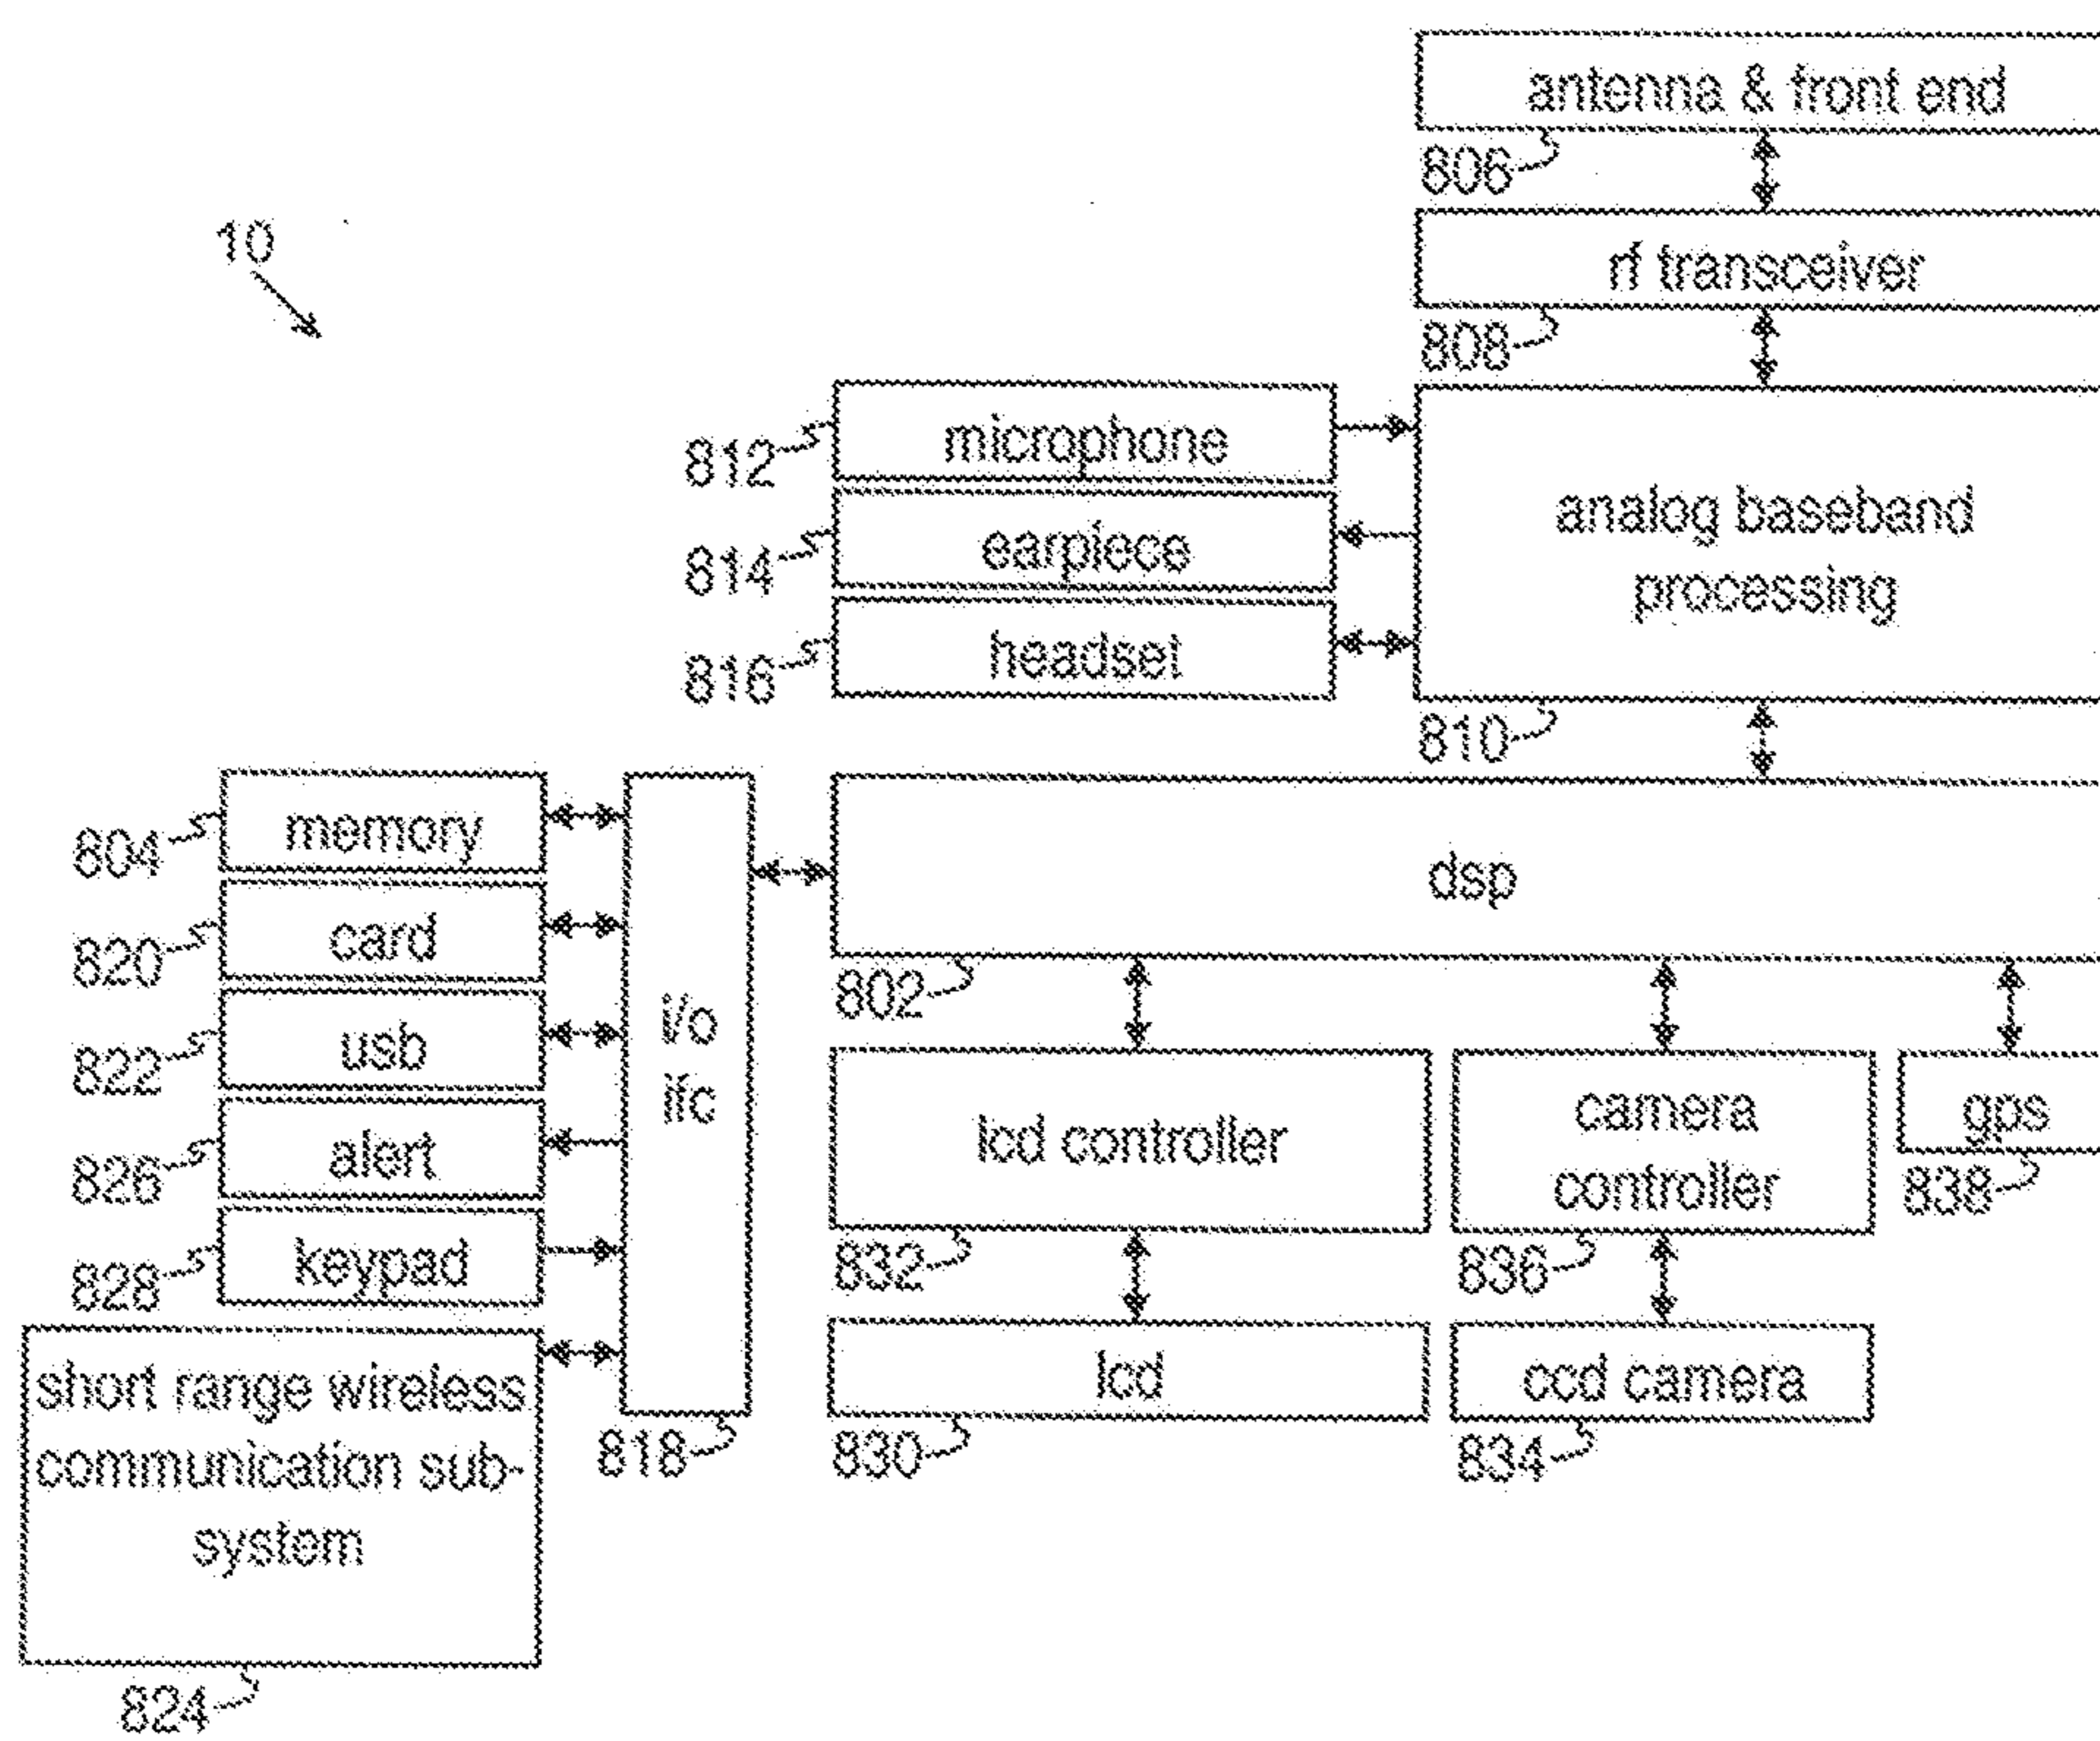 antenna & front end
806
10
rf transceiver
808
812
microphone
814
earpiece
816
headset
analog baseband
processing
810
804
memory
820
card
822
usb
826
alert
828
keypad
i/o
ifc
dsp
802
lcd controller
camera
controller
gps
838
832
836
short range wireless
communication sub-
system
818
lcd
830
ccd camera
834
824